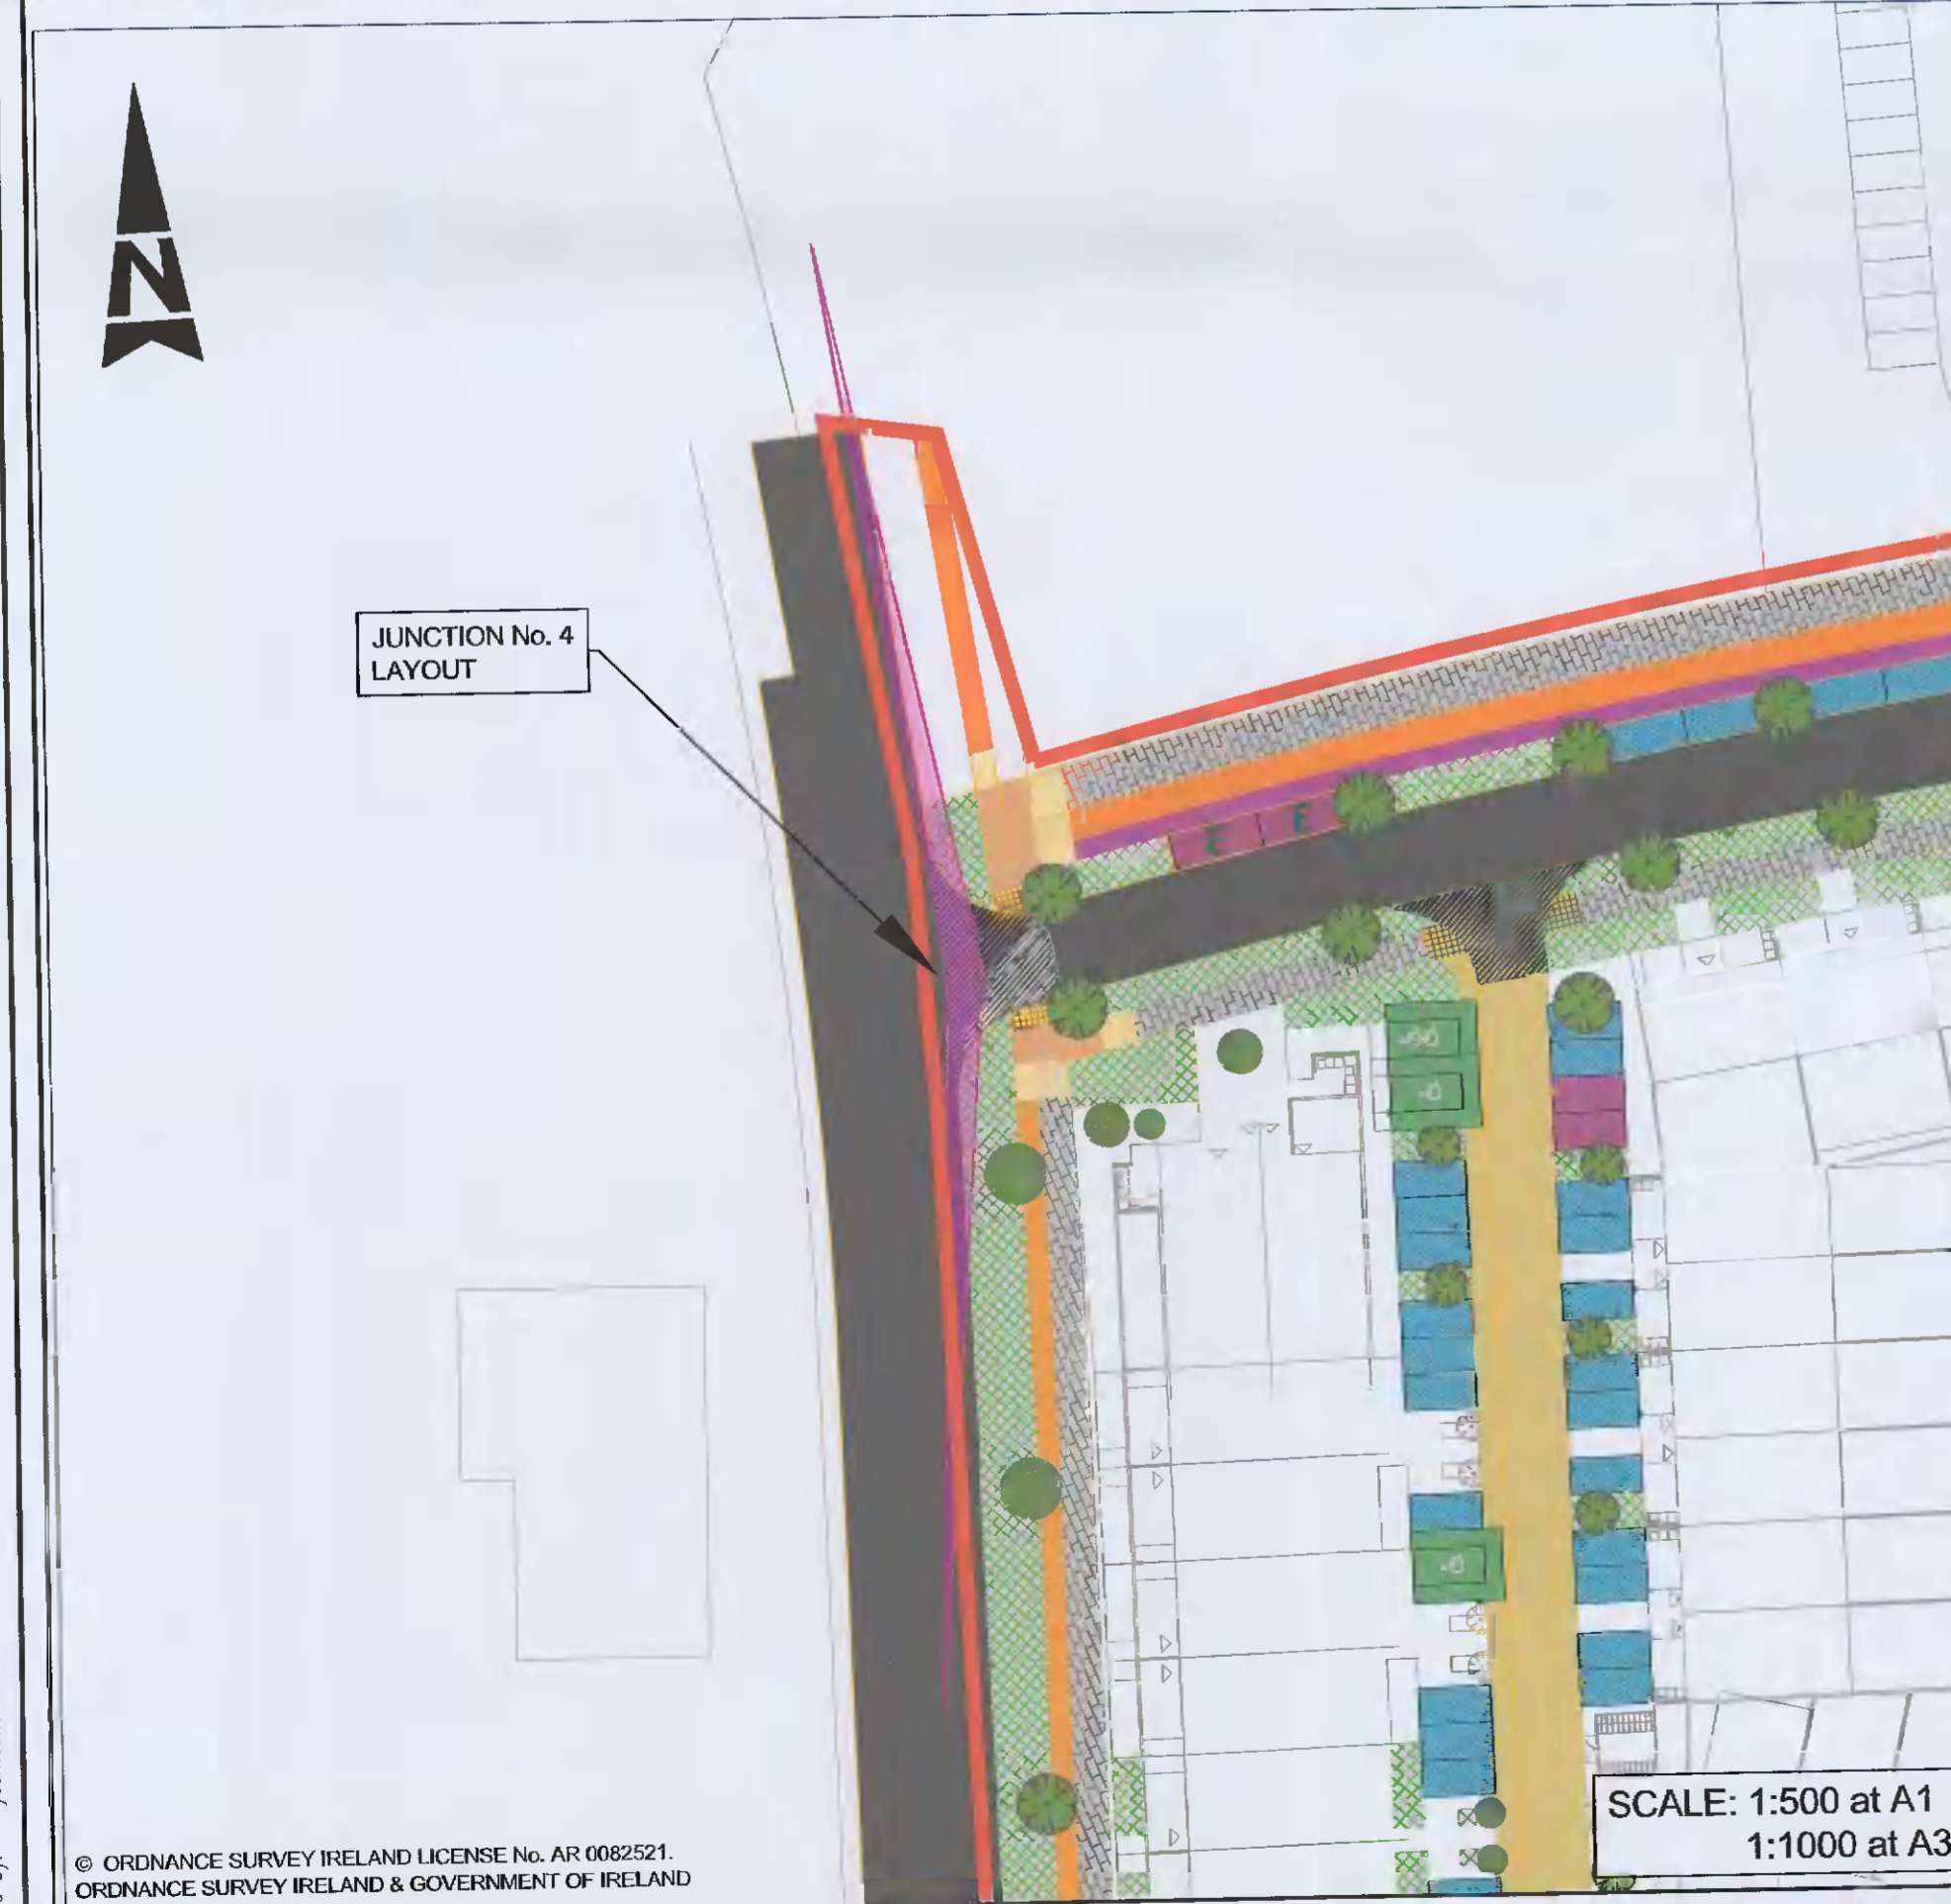 N
JUNCTION No. 4
LAYOUT
E E
SCALE: 1:500 at A1
1:1000 at A3
© ORDNANCE SURVEY IRELAND LICENSE No. AR 0082521.
ORDNANCE SURVEY IRELAND & GOVERNMENT OF IRELAND